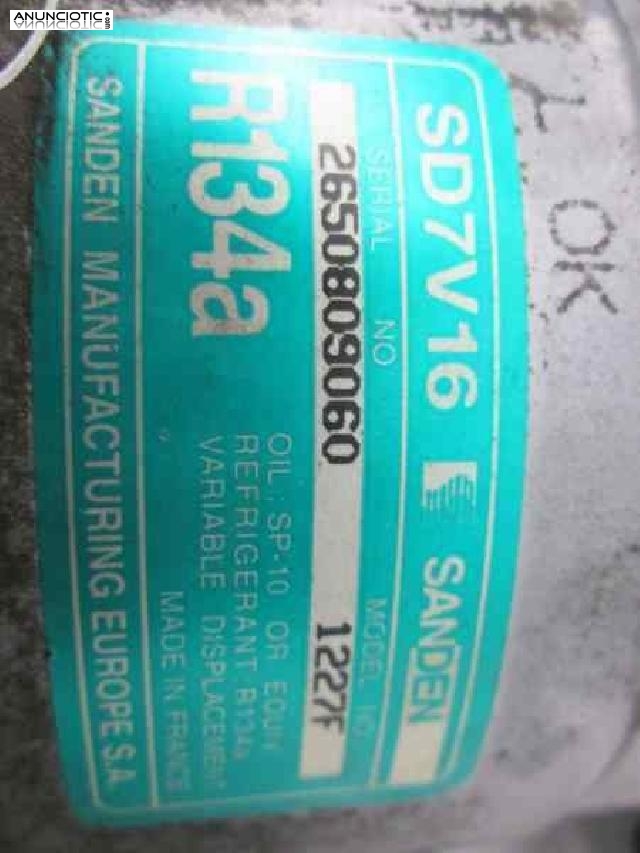 ANUNCIOTIC.com
OK
SD7V16 SANDEN
SERIAL NO MODEL NO
2650809060 1227F
R134a
OIL: SP-10 OR EQUIV
REFRIGERANT: R134a
VARIABLE DISPLACEMENT
MADE IN FRANCE
SANDEN MANUFACTURING EUROPE S.A.